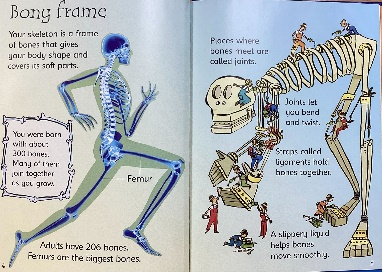 Bony frame
Your skeleton is a frame
of bones that gives
your body shape and
covers its soft parts.
You were born
with about
300 bones.
Many of them
join together
as you grow.
Femur
Adults have 206 bones.
Femurs are the biggest bones.
Places where
bones meet are
called joints.
Joints let
you bend
and twist.
Straps called
ligaments hold
bones together.
A slippery liquid
helps bones
move smoothly.